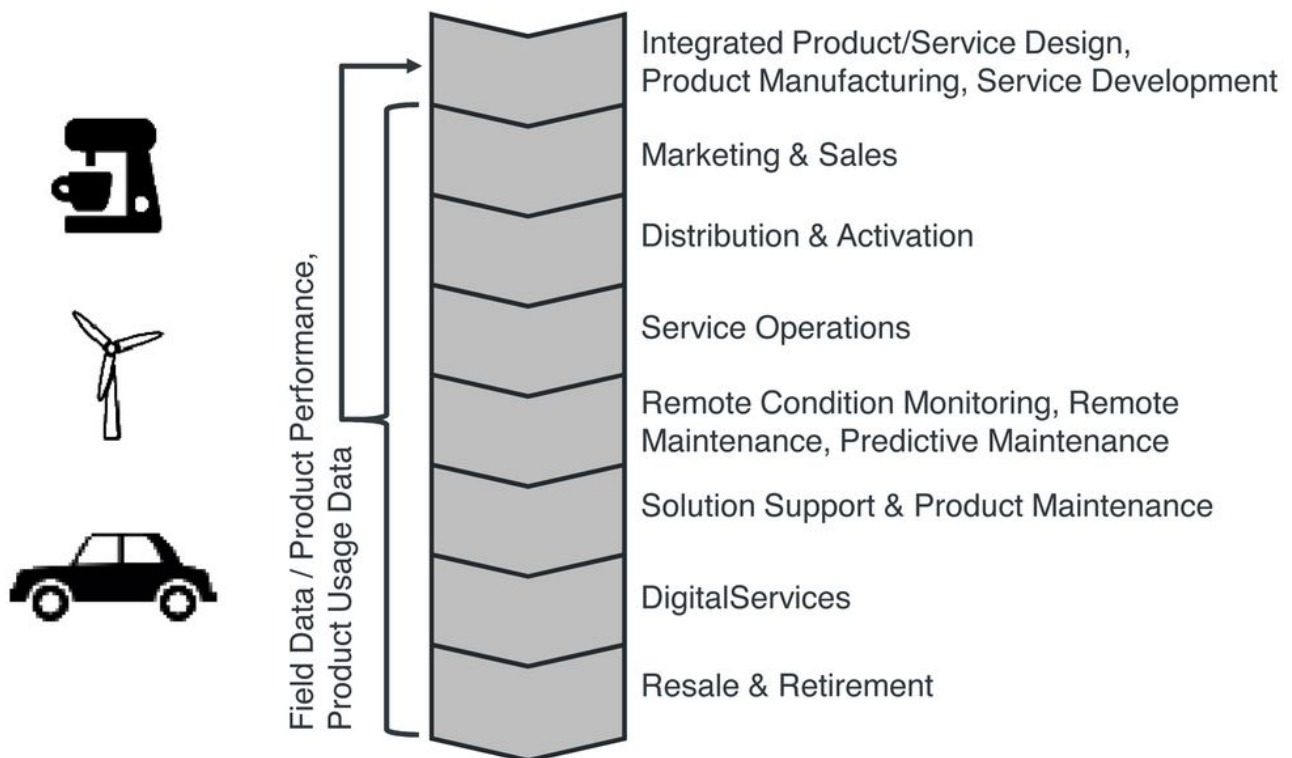 Integrated Product/Service Design,
Product Manufacturing, Service Development
Marketing & Sales
Distribution & Activation
Service Operations
Remote Condition Monitoring, Remote
Maintenance, Predictive Maintenance
Solution Support & Product Maintenance
DigitalServices
Resale & Retirement
Field Data / Product Performance,
Product Usage Data